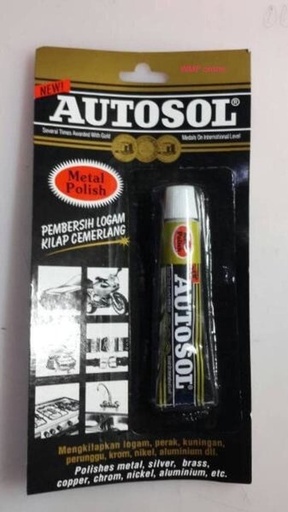 NEW!
AUTOSOL®
Several Times Awarded With Gold
Medals On International Level
Metal
Polish
PEMBERSIH LOGAM
KILAP CEMERLANG
AUTOSOL
Mengkilapkan logam, perak, kuningan,
perunggu, krom, nikel, aluminium dll.
Polishes metal, silver, brass,
copper, chrom, nickel, aluminium, etc.